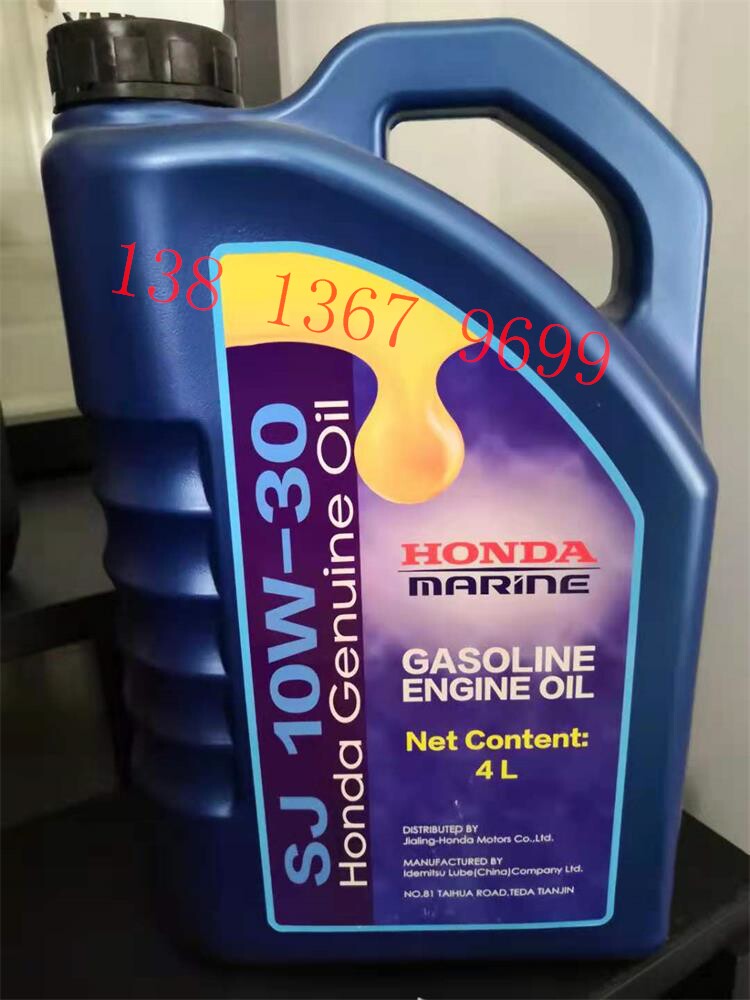 138 1367 9699
SJ 10W-30
Honda Genuine Oil
HONDA
MARINE
GASOLINE
ENGINE OIL
Net Content:
4 L
DISTRIBUTED BY
Jialing-Honda Motors Co.,Ltd.
MANUFACTURED BY
Idemitsu Lube(China)Company Ltd.
NO.81 TAIHUA ROAD,TEDA TIANJIN